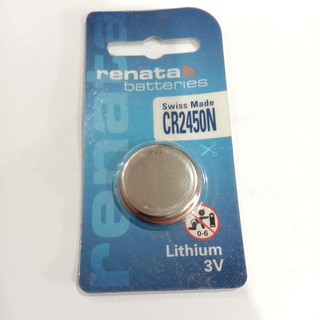 renata
batteries
Swiss Made
CR2450N
renata
0-6
Lithium
3V